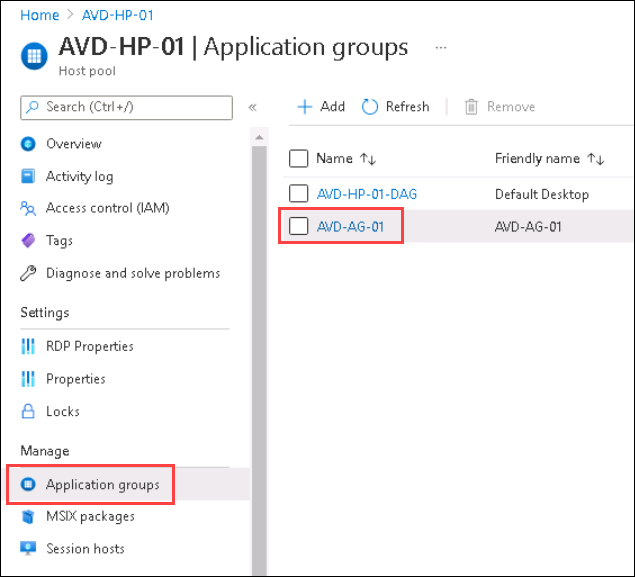 Home > AVD-HP-01
AVD-HP-01 | Application groups ...
Host pool
Search (Ctrl+/) «
Overview
Activity log
Access control (IAM)
Tags
Diagnose and solve problems
Settings
RDP Properties
Properties
Locks
Manage
Application groups
MSIX packages
Session hosts
+ Add Refresh Remove
Name ↑↓ Friendly name ↑↓
AVD-HP-01-DAG Default Desktop
AVD-AG-01 AVD-AG-01